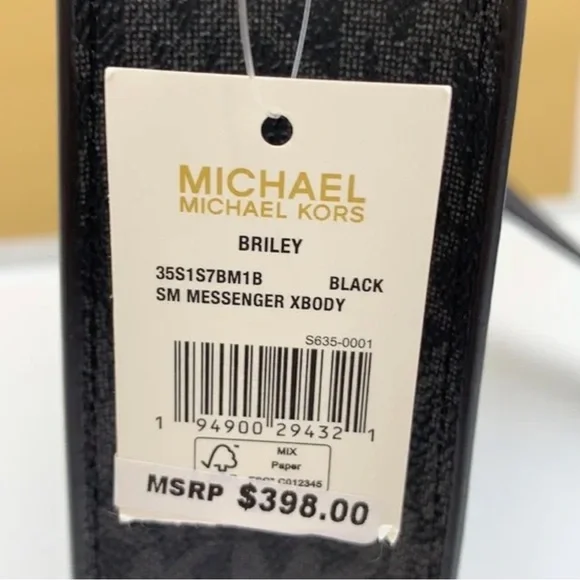 MICHAEL
MICHAEL KORS
BRILEY
35S1S7BM1B BLACK
SM MESSENGER XBODY
S635-0001
1 94900 29432 1
MIX
Paper
C012345
MSRP $398.00